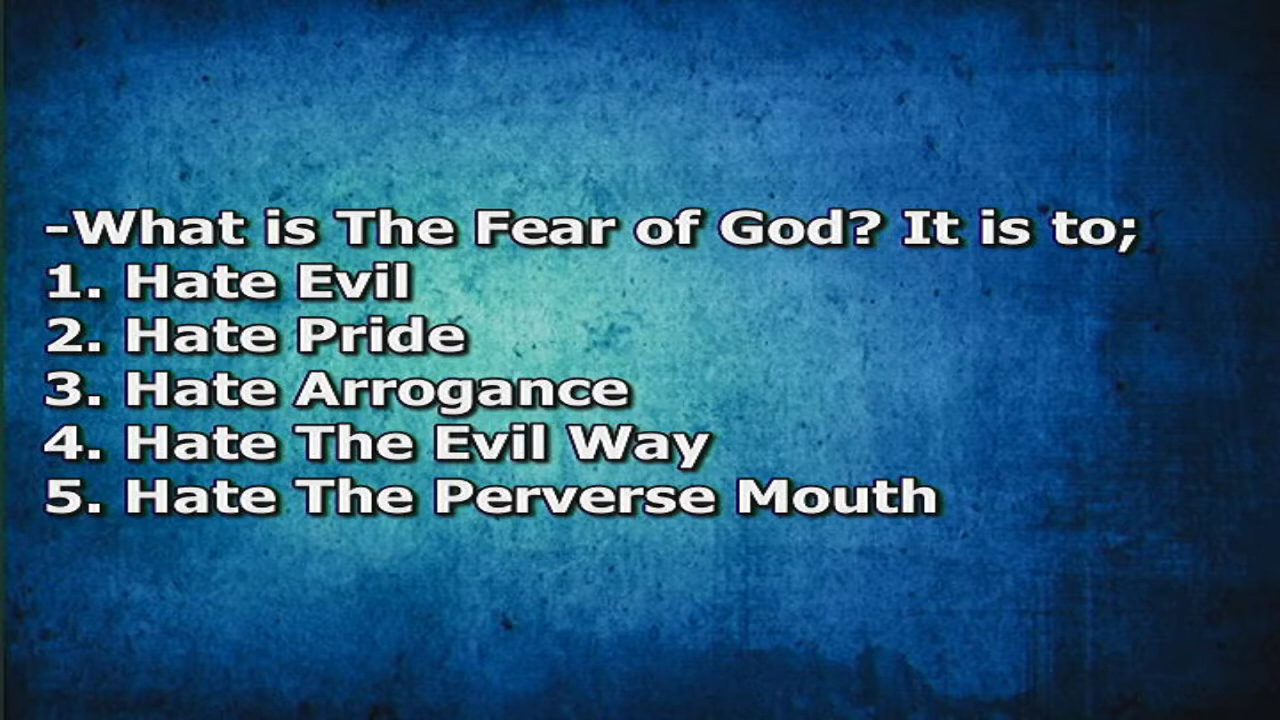 -What is The Fear of God? It is to;
1. Hate Evil
2. Hate Pride
3. Hate Arrogance
4. Hate The Evil Way
5. Hate The Perverse Mouth